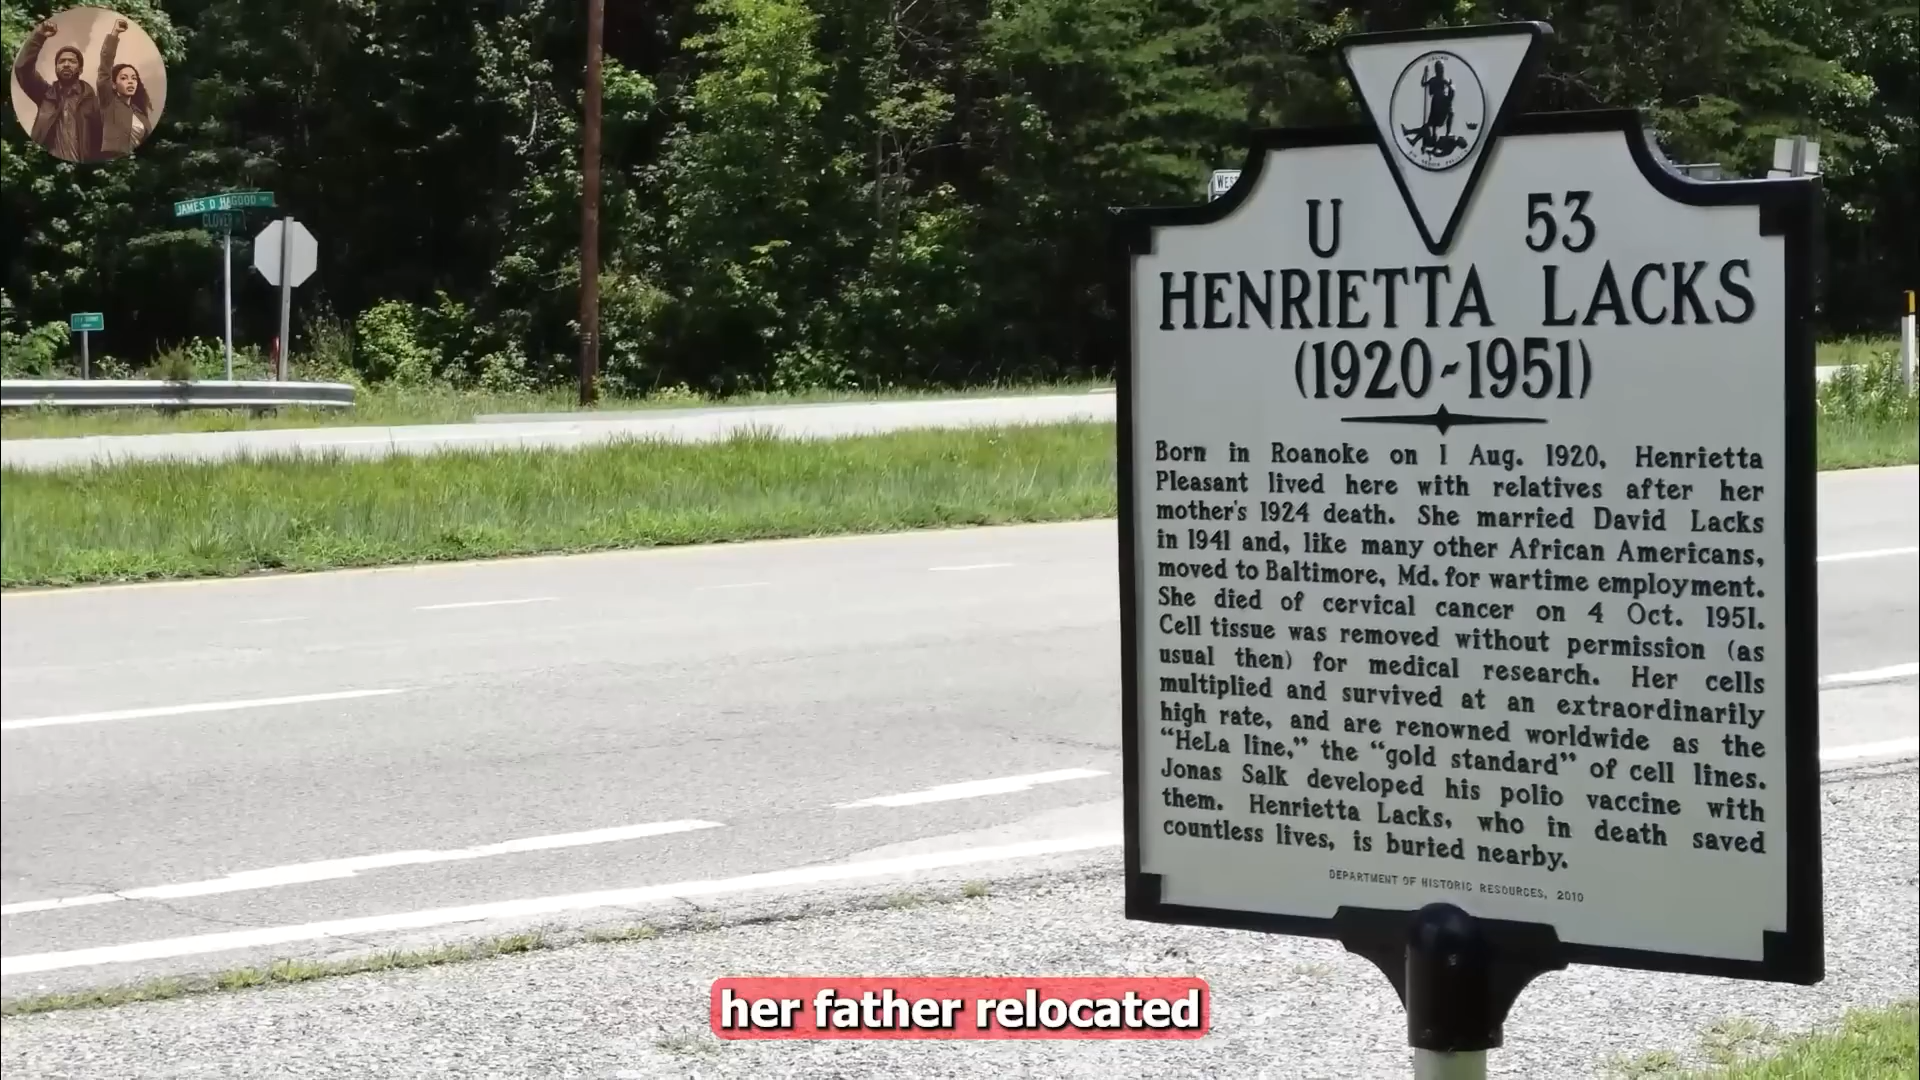 JAMES D HAGOOD
CLOVER
WES
U 53
HENRIETTA LACKS
(1920-1951)
Born in Roanoke on 1 Aug. 1920, Henrietta
Pleasant lived here with relatives after her
mother's 1924 death. She married David Lacks
in 1941 and, like many other African Americans,
moved to Baltimore, Md. for wartime employment.
She died of cervical cancer on 4 Oct. 1951.
Cell tissue was removed without permission (as
usual then) for medical research. Her cells
multiplied and survived at an extraordinarily
high rate, and are renowned worldwide as the
“HeLa line,” the “gold standard” of cell lines.
Jonas Salk developed his polio vaccine with
them. Henrietta Lacks, who in death saved
countless lives, is buried nearby.
DEPARTMENT OF HISTORIC RESOURCES, 2010
her father relocated